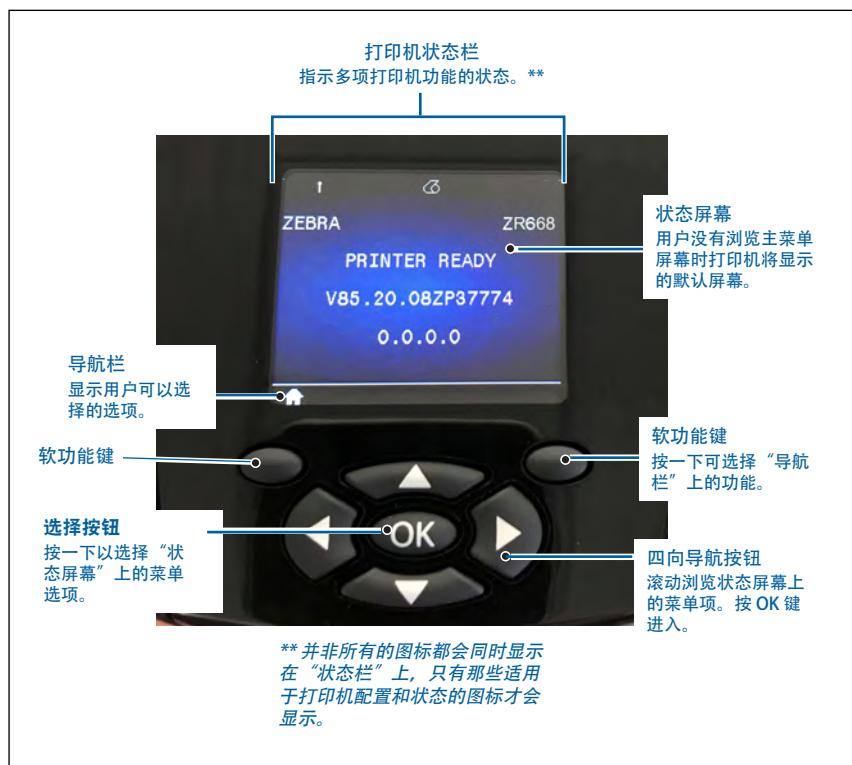 打印机状态栏
指示多项打印机功能的状态。**
ZEBRA
ZR668
PRINTER READY
V85.20.08ZP37774
0.0.0.0
状态屏幕
用户没有浏览主菜单
屏幕时打印机将显示
的默认屏幕。
导航栏
显示用户可以选
择的选项。
软功能键
软功能键
按一下可选择“导航
栏”上的功能。
选择按钮
按一下以选择“状
态屏幕”上的菜单
选项。
OK
四向导航按钮
滚动浏览状态屏幕上
的菜单项。按 OK 键
进入。
** 并非所有的图标都会同时显示
在“状态栏”上，只有那些适用
于打印机配置和状态的图标才会
显示。